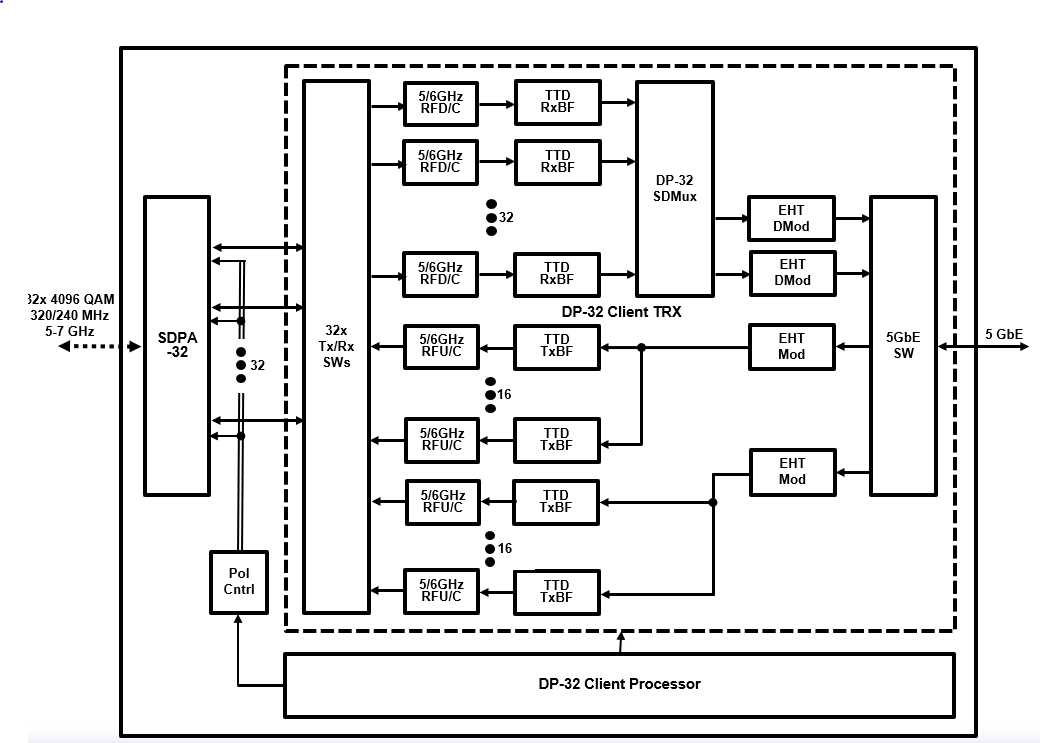 5/6GHz
RFD/C
TTD
RxBF
5/6GHz
RFD/C
TTD
RxBF
DP-32
SDMux
32
EHT
DMod
5/6GHz
RFD/C
TTD
RxBF
EHT
DMod
DP-32 Client TRX
32x 4096 QAM
320/240 MHz
5-7 GHz
SDPA
-32
32
32x
Tx/Rx
SWs
5/6GHz
RFU/C
TTD
TxBF
EHT
Mod
5GbE
SW
5 GbE
16
5/6GHz
RFU/C
TTD
TxBF
EHT
Mod
5/6GHz
RFU/C
TTD
TxBF
16
5/6GHz
RFU/C
TTD
TxBF
Pol
Cntrl
DP-32 Client Processor